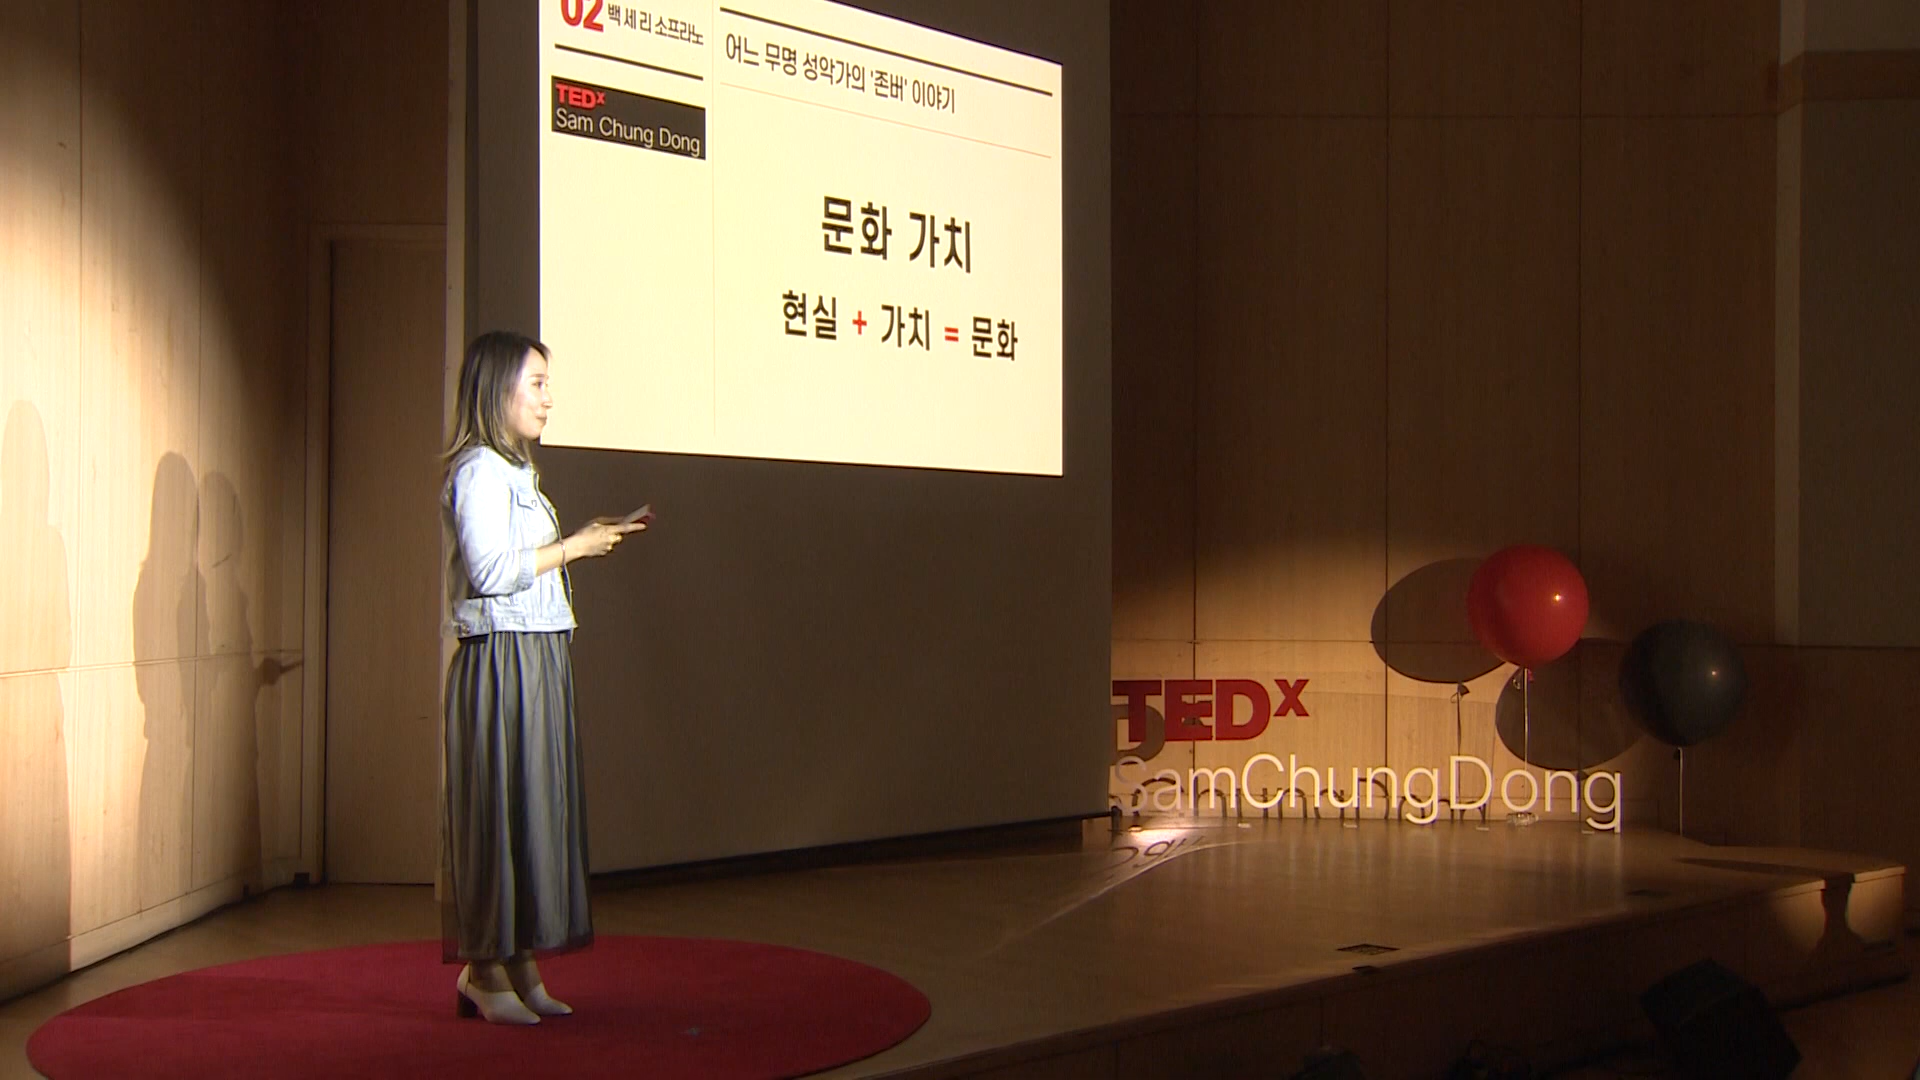 02 백세리 소프라노
TEDx
Sam Chung Dong
어느 무명 성악가의 '존버' 이야기
문화 가치
현실 + 가치 = 문화
TEDx
SamChungDong